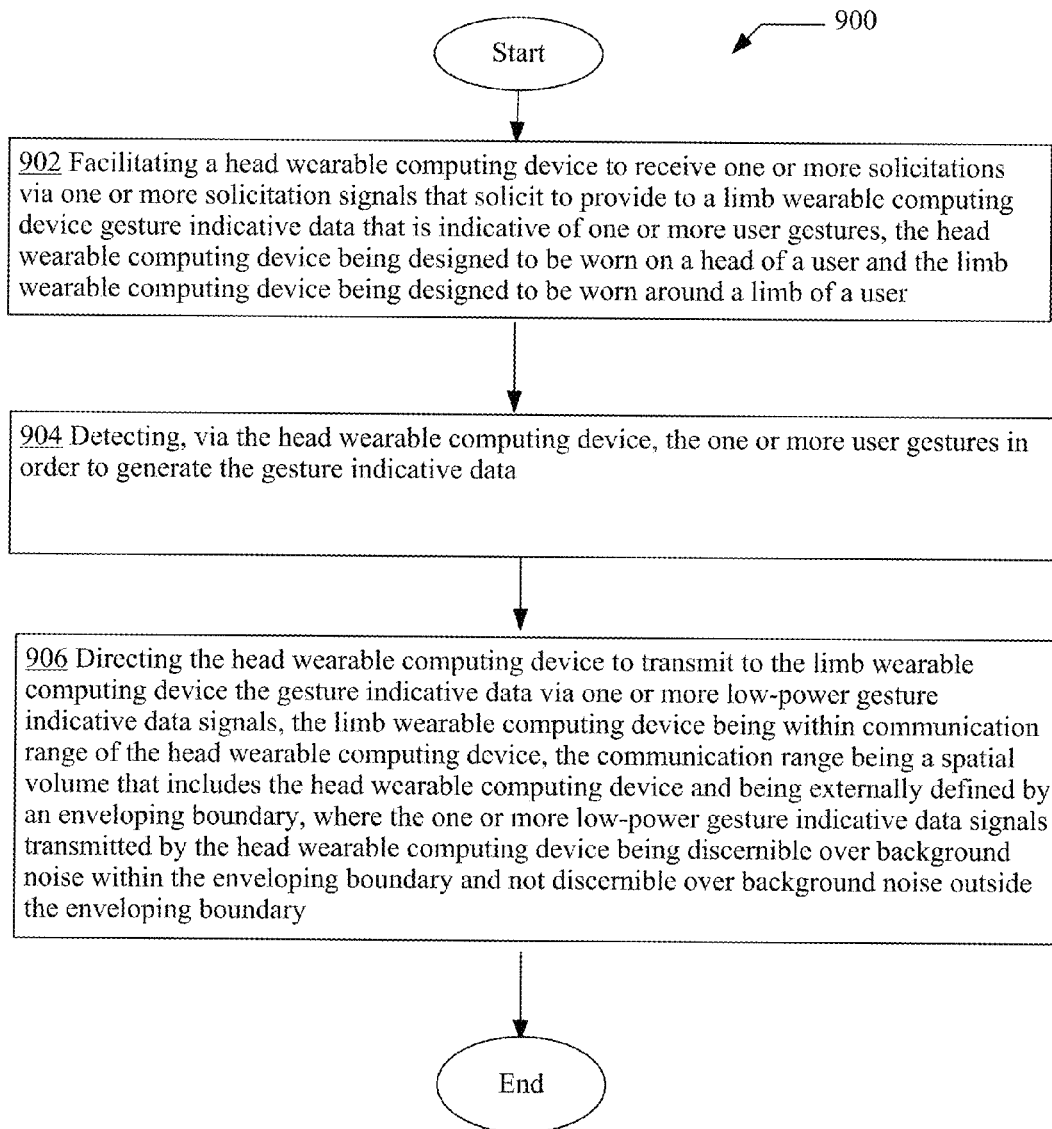 900
Start
902 Facilitating a head wearable computing device to receive one or more solicitations
via one or more solicitation signals that solicit to provide to a limb wearable computing
device gesture indicative data that is indicative of one or more user gestures, the head
wearable computing device being designed to be worn on a head of a user and the limb
wearable computing device being designed to be worn around a limb of a user
904 Detecting, via the head wearable computing device, the one or more user gestures in
order to generate the gesture indicative data
906 Directing the head wearable computing device to transmit to the limb wearable
computing device the gesture indicative data via one or more low-power gesture
indicative data signals, the limb wearable computing device being within communication
range of the head wearable computing device, the communication range being a spatial
volume that includes the head wearable computing device and being externally defined by
an enveloping boundary, where the one or more low-power gesture indicative data signals
transmitted by the head wearable computing device being discernible over background
noise within the enveloping boundary and not discernible over background noise outside
the enveloping boundary
End